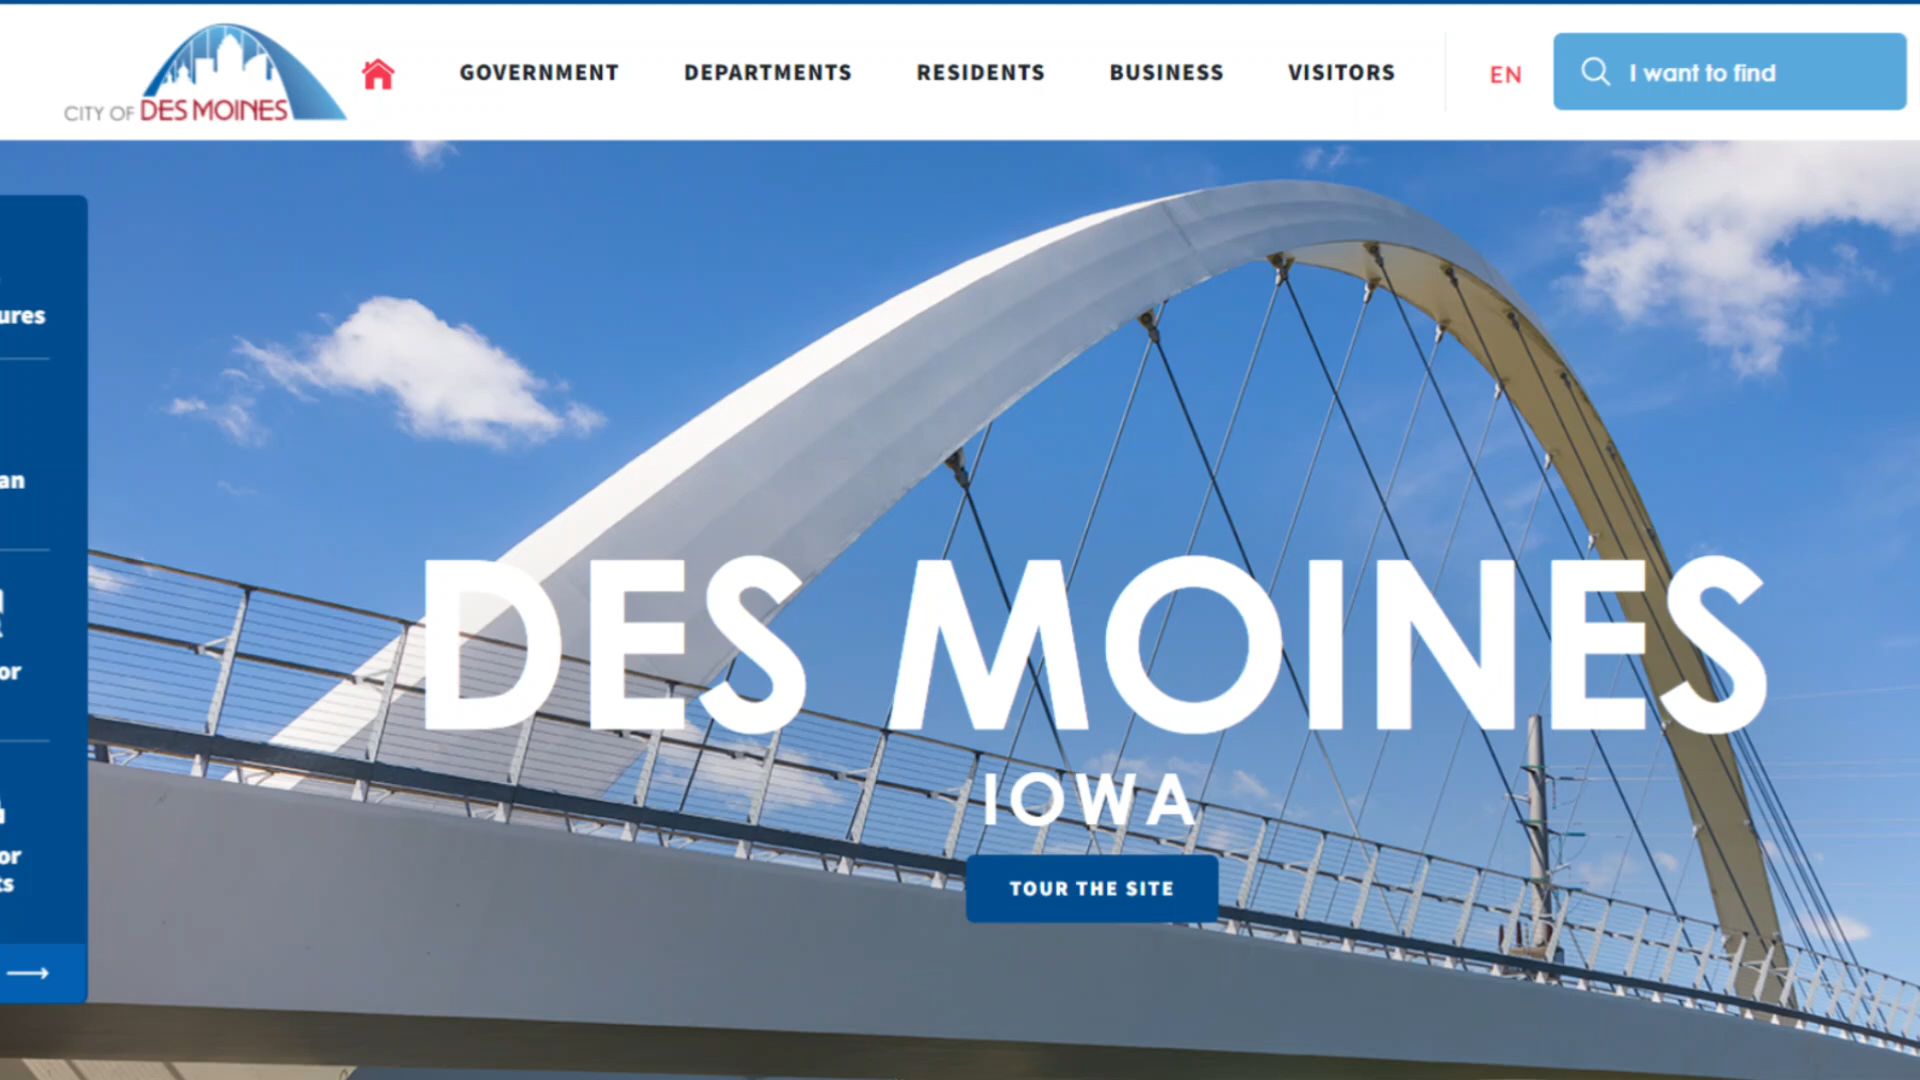 CITY OF DES MOINES
GOVERNMENT
DEPARTMENTS
RESIDENTS
BUSINESS
VISITORS
EN
I want to find
DES MOINES
IOWA
TOUR THE SITE